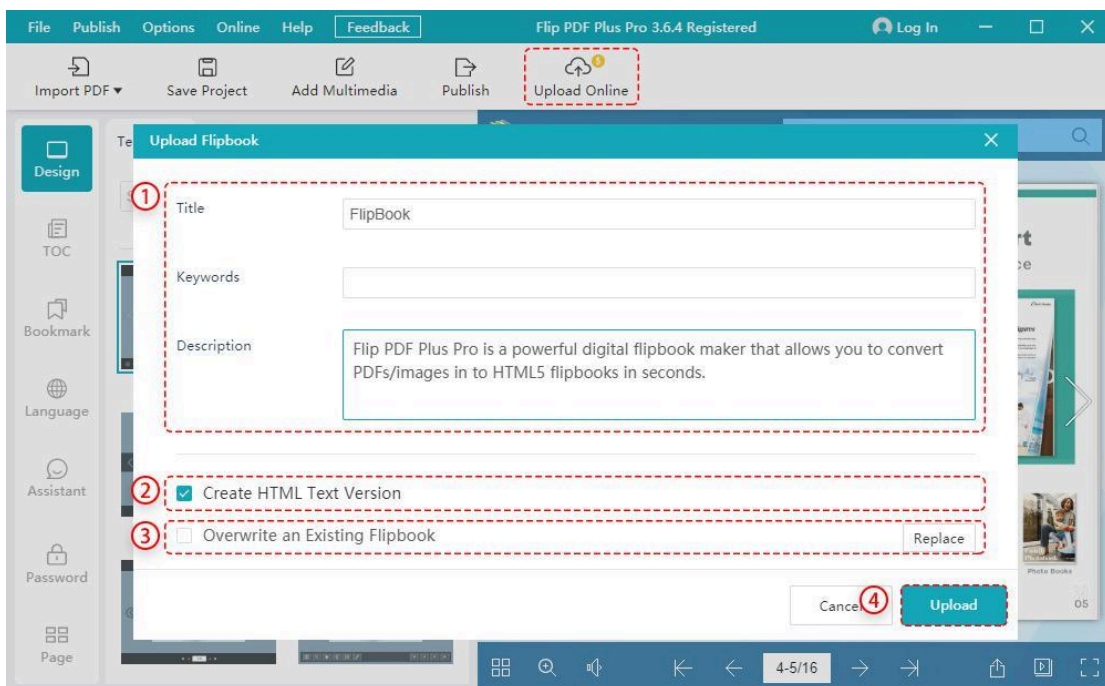 File Publish Options Online Help Feedback Flip PDF Plus Pro 3.6.4 Registered Log In
Import PDF Save Project Add Multimedia Publish Upload Online
Design
TOC
Bookmark
Language
Assistant
Password
Page
Te
Upload Flipbook
1
Title FlipBook
Keywords
Description Flip PDF Plus Pro is a powerful digital flipbook maker that allows you to convert
PDFs/images in to HTML5 flipbooks in seconds.
2 Create HTML Text Version
3 Overwrite an Existing Flipbook Replace
Cancel 4 Upload
Photo Books
05
4-5/16